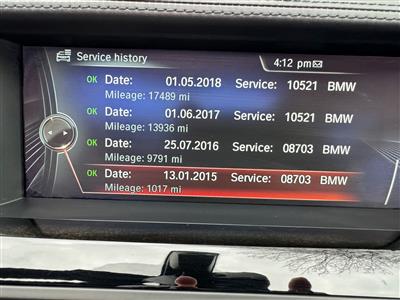 Service history
4:12 pm
OK Date: 01.05.2018 Service: 10521 BMW
Mileage: 17489 mi
OK Date: 01.06.2017 Service: 10521 BMW
Mileage: 13936 mi
OK Date: 25.07.2016 Service: 08703 BMW
Mileage: 9791 mi
OK Date: 13.01.2015 Service: 08703 BMW
Mileage: 1017 mi